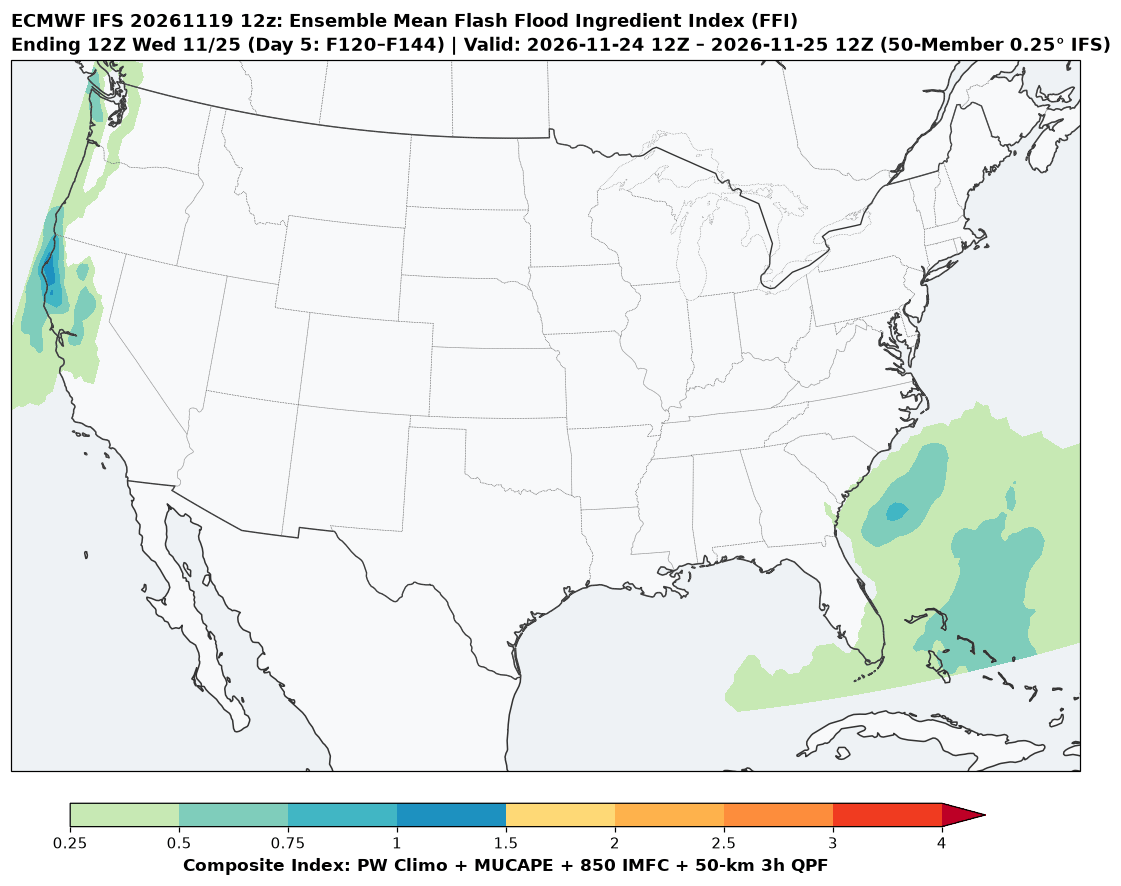 ECMWF IFS 20261119 12z: Ensemble Mean Flash Flood Ingredient Index (FFI)
Ending 12Z Wed 11/25 (Day 5: F120–F144) | Valid: 2026-11-24 12Z – 2026-11-25 12Z (50-Member 0.25° IFS)
0.25 0.5 0.75 1 1.5 2 2.5 3 4
Composite Index: PW Climo + MUCAPE + 850 IMFC + 50-km 3h QPF